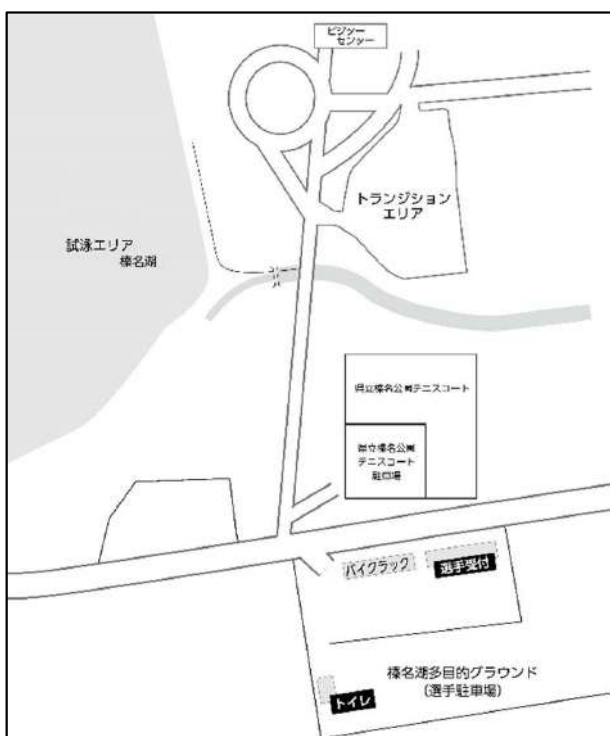 ビジター
センター
トランジション
エリア
試泳エリア
榛名湖
県立榛名公園テニスコート
県立榛名公園
テニスコート
駐車場
バイクラック
選手受付
榛名湖多目的グラウンド
(選手駐車場)
トイレ